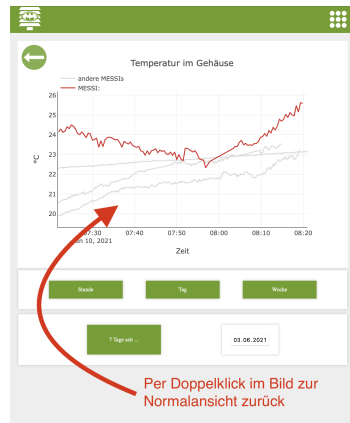 Temperatur im Gehäuse
andere MESSIs
MESSI:
26
25
24
23
22
21
20
°C
07:30
07:40
07:50
08:00
08:10
08:20
10, 2021
Zeit
Stunde
Tag
Woche
7 Tage seit ...
03.06.2021
Per Doppelklick im Bild zur
Normalansicht zurück